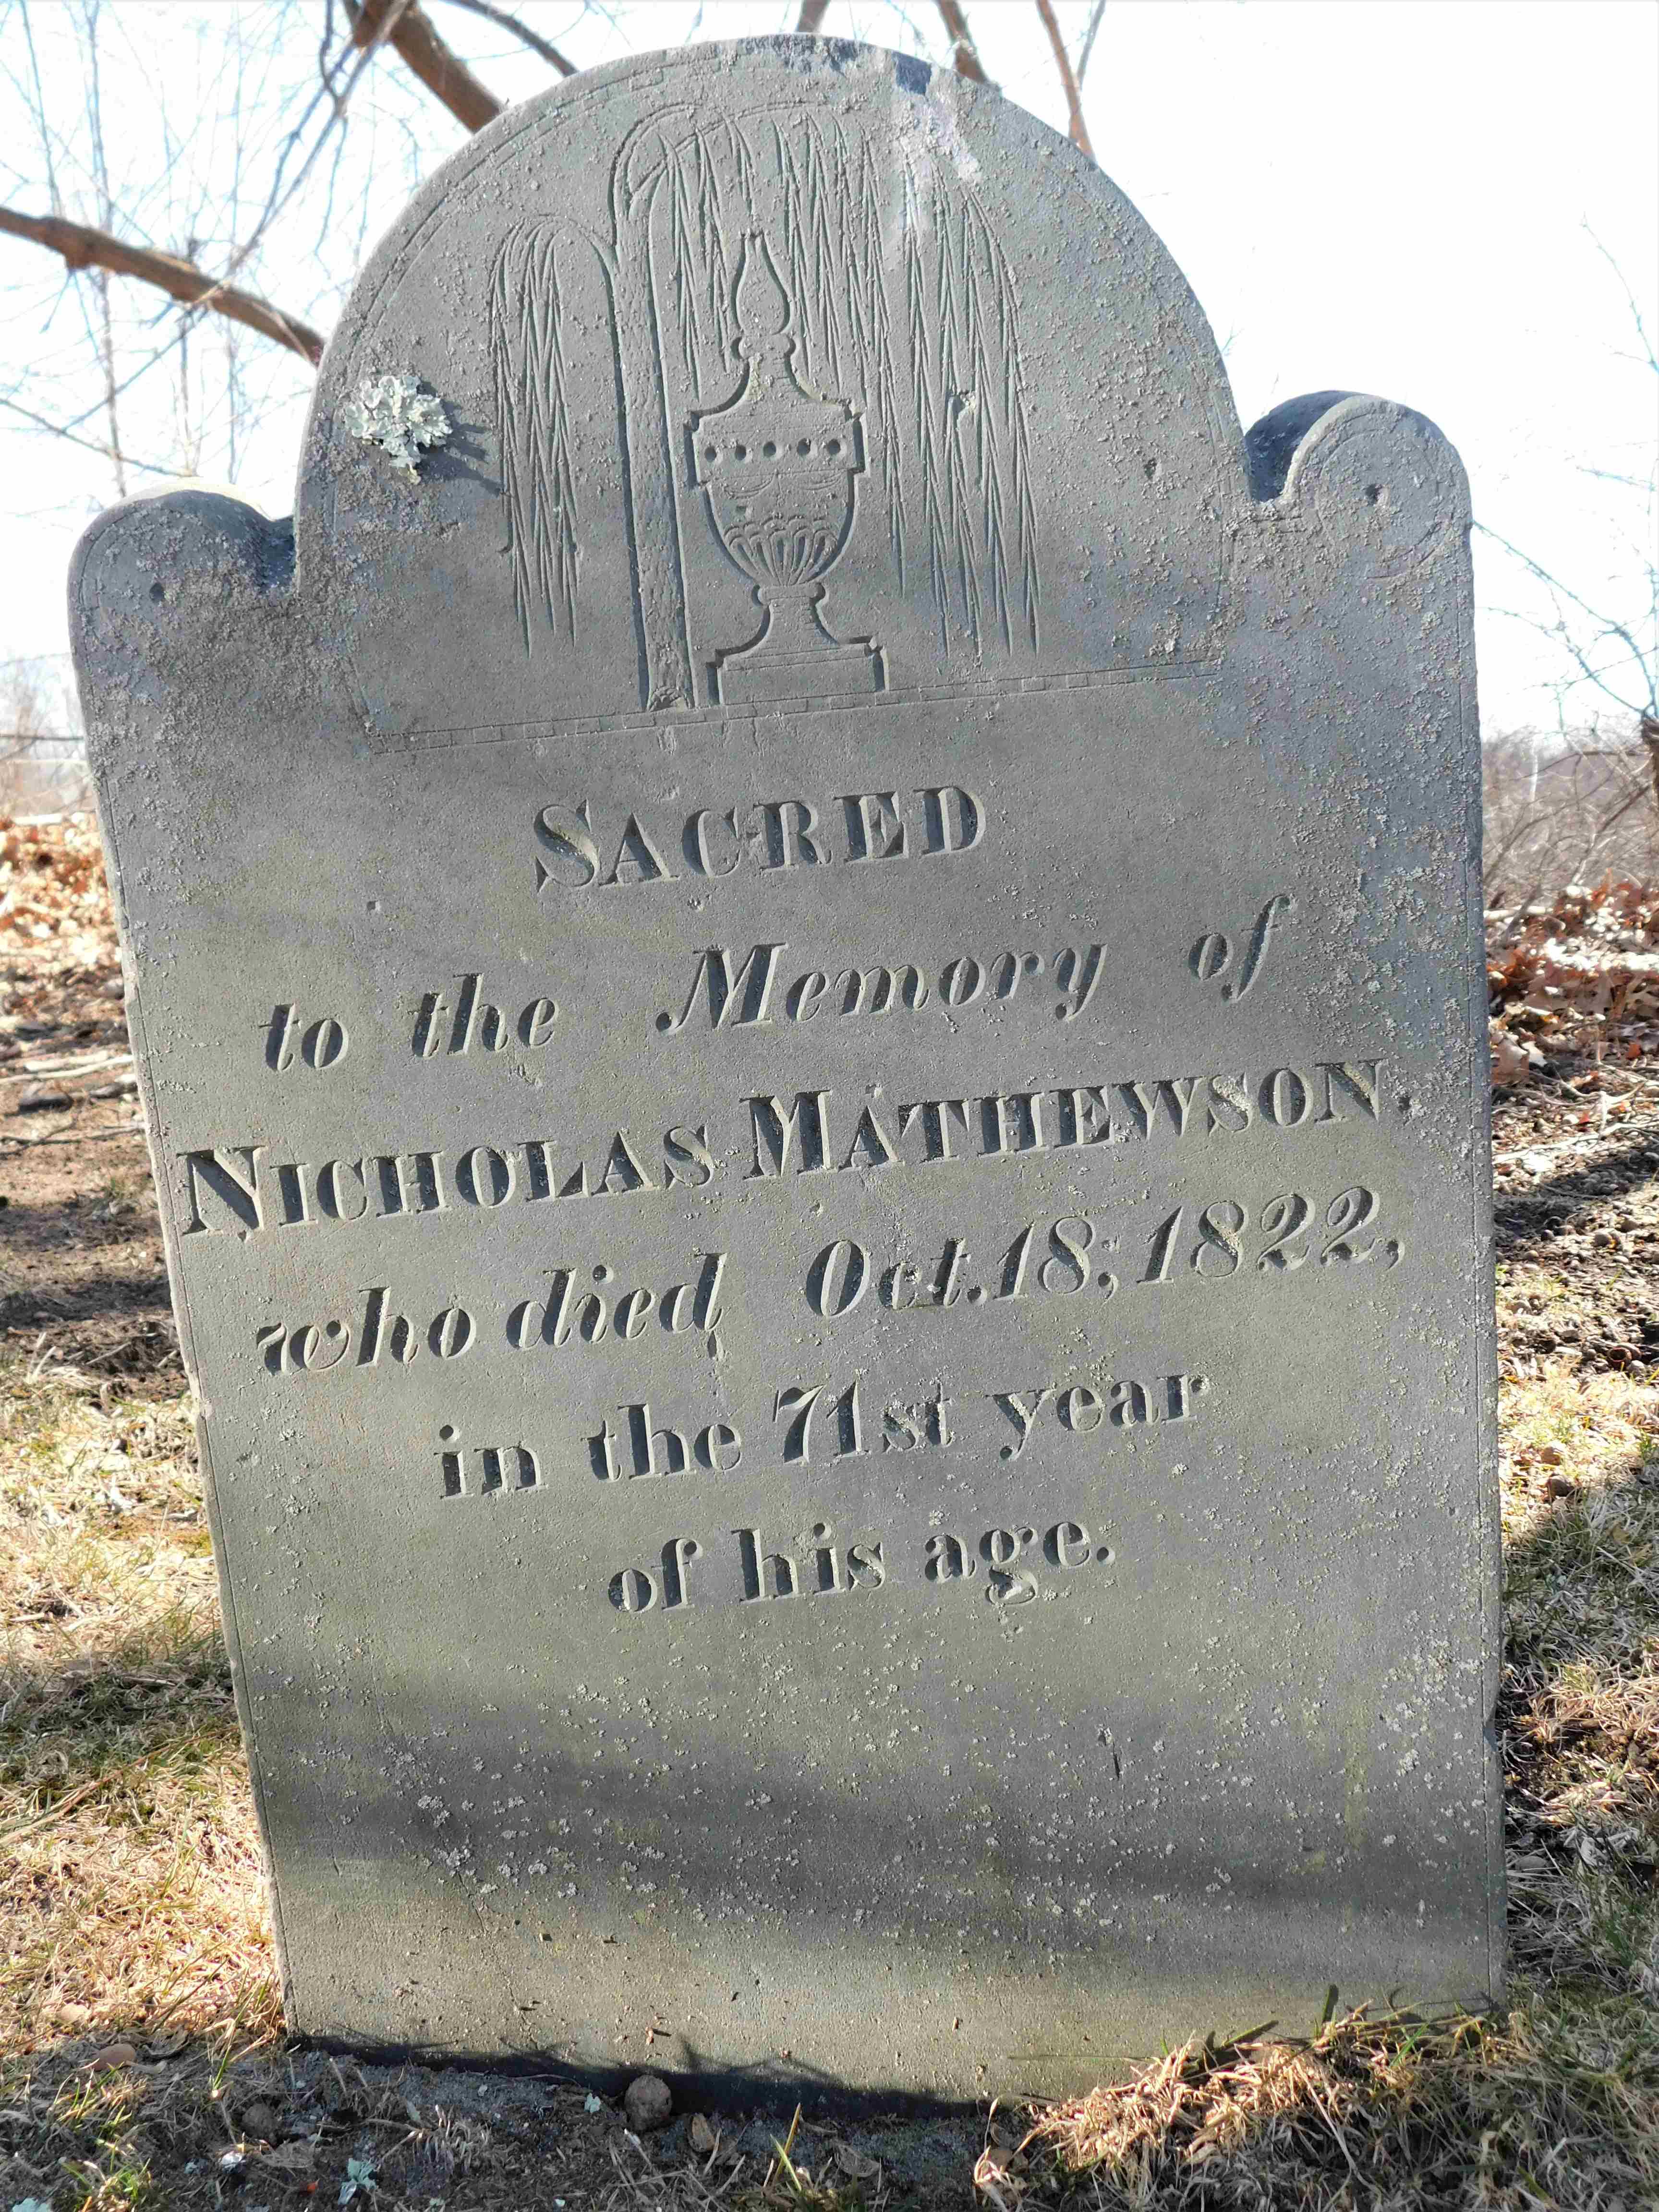 SACRED
to the Memory of
NICHOLAS MATHEWSON,
who died Oct. 18, 1822,
in the 71st year
of his age.